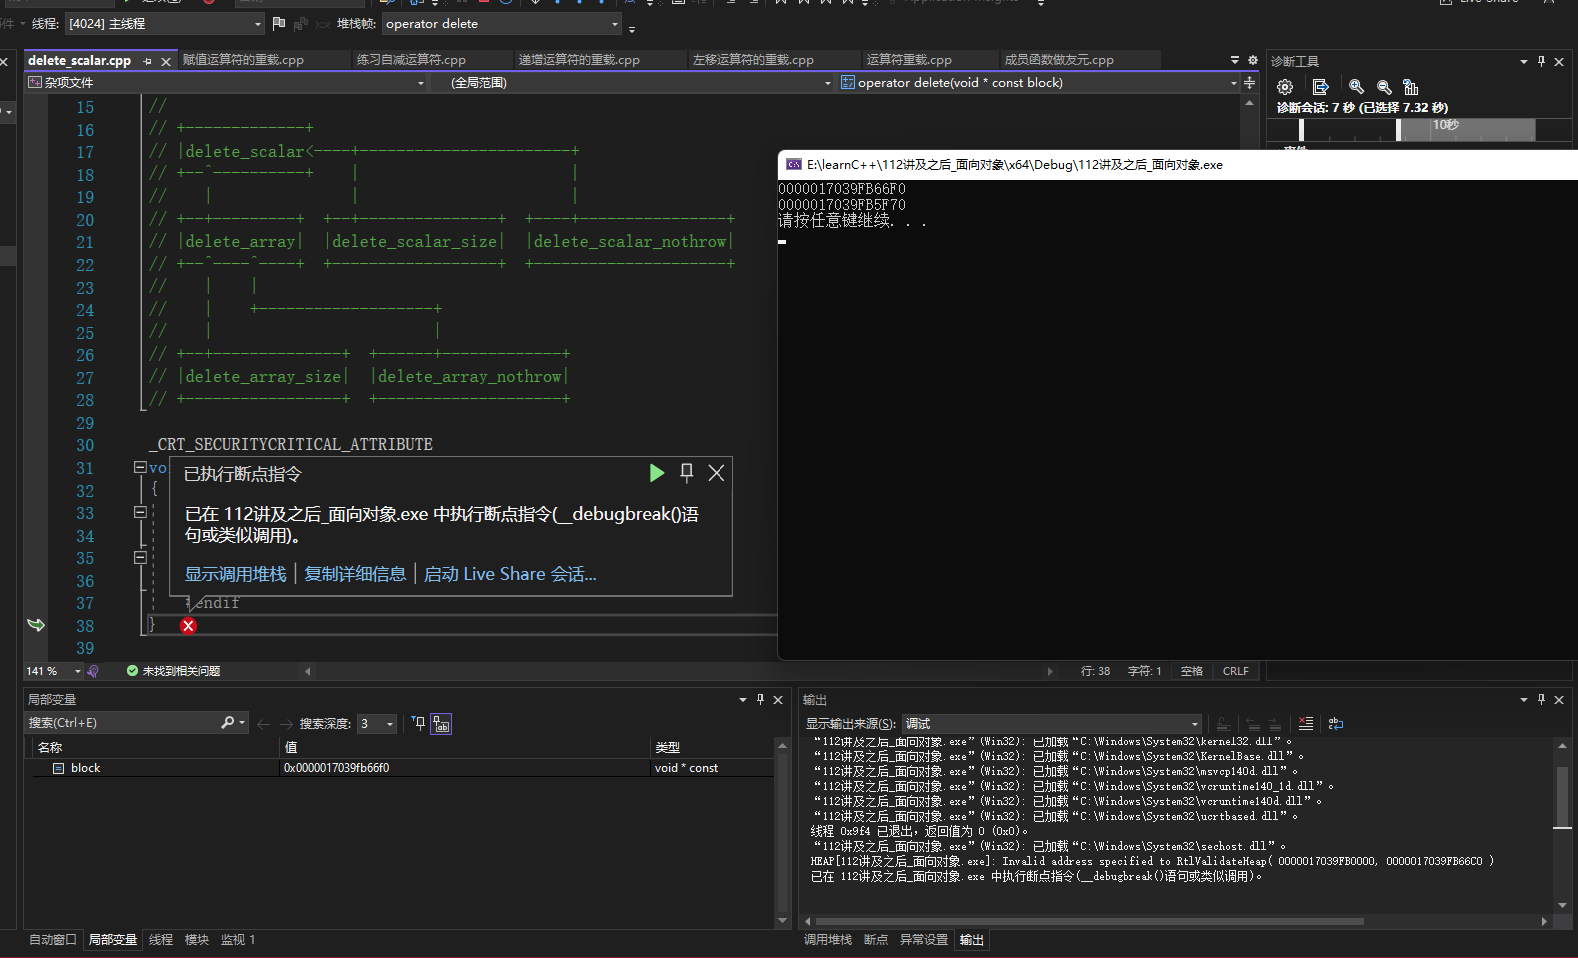 Live Share
线程: [4024] 主线程 堆栈帧: operator delete
delete_scalar.cpp 赋值运算符的重载.cpp 练习自减运算符.cpp 递增运算符的重载.cpp 左移运算符的重载.cpp 运算符重载.cpp 成员函数做友元.cpp
杂项文件 (全局范围) operator delete(void * const block)
15 //
16 // +-------------+
17 // |delete_scalar<----+-----------------------+
18 // +--^----------+ | |
19 // | | |
20 // +--+----------+ +--+---------------+ +----+----------------+
21 // |delete_array| |delete_scalar_size| |delete_scalar_nothrow|
22 // +--^----^----+ +------------------+ +---------------------+
23 // | |
24 // | +-------------------+
25 // | |
26 // +--+--------------+ +------+-------------+
27 // |delete_array_size| |delete_array_nothrow|
28 // +-----------------+ +--------------------+
29
30 _CRT_SECURITYCRITICAL_ATTRIBUTE
31 vo
32 {
33
34
35
36
37 endif
38 }
39
已执行断点指令
已在 112讲及之后_面向对象.exe 中执行断点指令(__debugbreak()语
句或类似调用)。
显示调用堆栈 | 复制详细信息 | 启动 Live Share 会话...
141 % 未找到相关问题 行: 38 字符: 1 空格 CRLF
诊断工具
诊断会话: 7 秒 (已选择 7.32 秒)
10秒
E:\learnC++\112讲及之后_面向对象\x64\Debug\112讲及之后_面向对象.exe
0000017039FB66F0
0000017039FB5F70
请按任意键继续. . .
局部变量
搜索(Ctrl+E) 搜索深度: 3
名称 值 类型
block 0x0000017039fb66f0 void * const
自动窗口 局部变量 线程 模块 监视 1
输出
显示输出来源(S): 调试
“112讲及之后_面向对象.exe”(Win32): 已加载“C:\Windows\System32\kernel32.dll”。
“112讲及之后_面向对象.exe”(Win32): 已加载“C:\Windows\System32\KernelBase.dll”。
“112讲及之后_面向对象.exe”(Win32): 已加载“C:\Windows\System32\msvcp140d.dll”。
“112讲及之后_面向对象.exe”(Win32): 已加载“C:\Windows\System32\vcruntime140_1d.dll”。
“112讲及之后_面向对象.exe”(Win32): 已加载“C:\Windows\System32\vcruntime140d.dll”。
“112讲及之后_面向对象.exe”(Win32): 已加载“C:\Windows\System32\ucrtbased.dll”。
线程 0x9f4 已退出，返回值为 0 (0x0)。
“112讲及之后_面向对象.exe”(Win32): 已加载“C:\Windows\System32\sechost.dll”。
HEAP[112讲及之后_面向对象.exe]: Invalid address specified to RtlValidateHeap( 0000017039FB0000, 0000017039FB66C0 )
已在 112讲及之后_面向对象.exe 中执行断点指令(__debugbreak()语句或类似调用)。
调用堆栈 断点 异常设置 输出